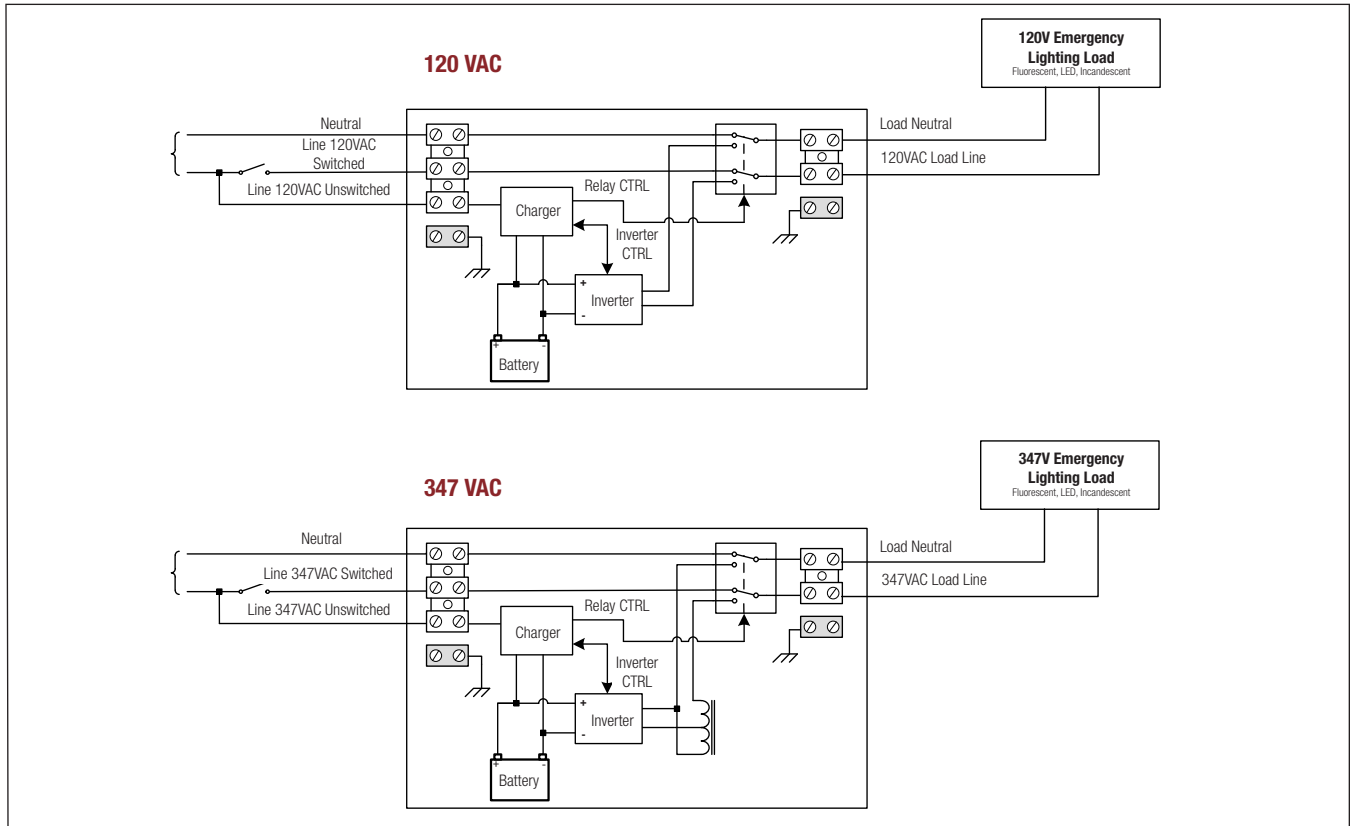 120 VAC
120V Emergency
Lighting Load
Fluorescent, LED, Incandescent
Neutral
Line 120VAC
Switched
Line 120VAC Unswitched
Load Neutral
120VAC Load Line
Relay CTRL
Charger
Inverter
CTRL
+
-
Inverter
+ -
Battery
347 VAC
347V Emergency
Lighting Load
Fluorescent, LED, Incandescent
Neutral
Line 347VAC Switched
Line 347VAC Unswitched
Load Neutral
347VAC Load Line
Relay CTRL
Charger
Inverter
CTRL
+
-
Inverter
+ -
Battery